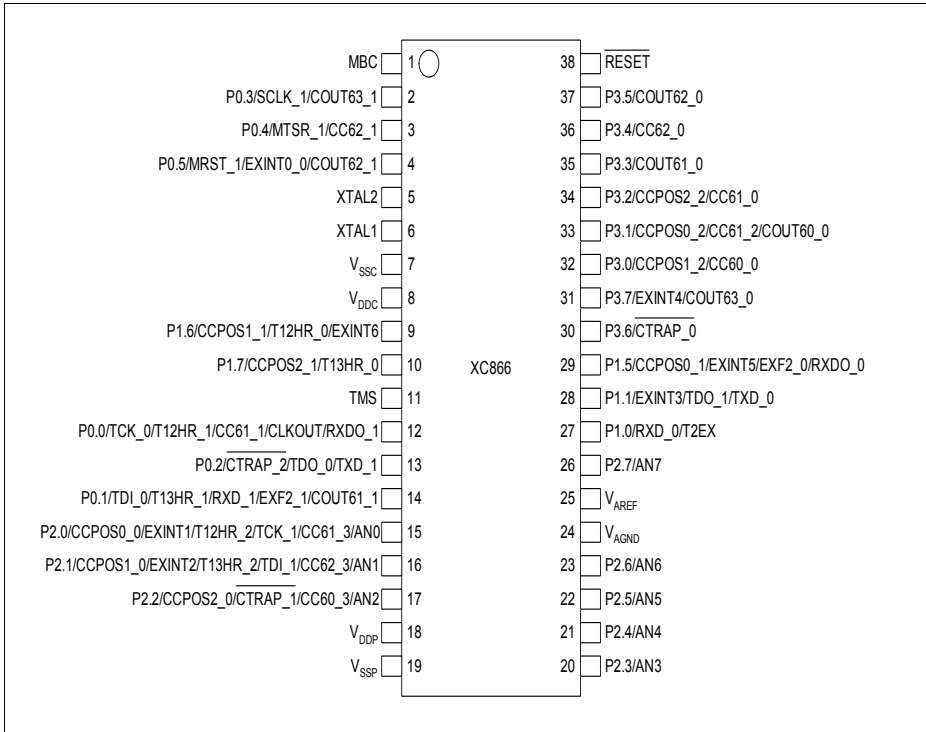 MBC 1 38 RESET
P0.3/SCLK_1/COUT63_1 2 37 P3.5/COUT62_0
P0.4/MTSR_1/CC62_1 3 36 P3.4/CC62_0
P0.5/MRST_1/EXINT0_0/COUT62_1 4 35 P3.3/COUT61_0
XTAL2 5 34 P3.2/CCPOS2_2/CC61_0
XTAL1 6 33 P3.1/CCPOS0_2/CC61_2/COUT60_0
VSSC 7 32 P3.0/CCPOS1_2/CC60_0
VDDC 8 31 P3.7/EXINT4/COUT63_0
P1.6/CCPOS1_1/T12HR_0/EXINT6 9 30 P3.6/CTRAP_0
P1.7/CCPOS2_1/T13HR_0 10 XC866 29 P1.5/CCPOS0_1/EXINT5/EXF2_0/RXDO_0
TMS 11 28 P1.1/EXINT3/TDO_1/TXD_0
P0.0/TCK_0/T12HR_1/CC61_1/CLKOUT/RXDO_1 12 27 P1.0/RXD_0/T2EX
P0.2/CTRAP_2/TDO_0/TXD_1 13 26 P2.7/AN7
P0.1/TDI_0/T13HR_1/RXD_1/EXF2_1/COUT61_1 14 25 VAREF
P2.0/CCPOS0_0/EXINT1/T12HR_2/TCK_1/CC61_3/AN0 15 24 VAGND
P2.1/CCPOS1_0/EXINT2/T13HR_2/TDI_1/CC62_3/AN1 16 23 P2.6/AN6
P2.2/CCPOS2_0/CTRAP_1/CC60_3/AN2 17 22 P2.5/AN5
VDDP 18 21 P2.4/AN4
VSSP 19 20 P2.3/AN3